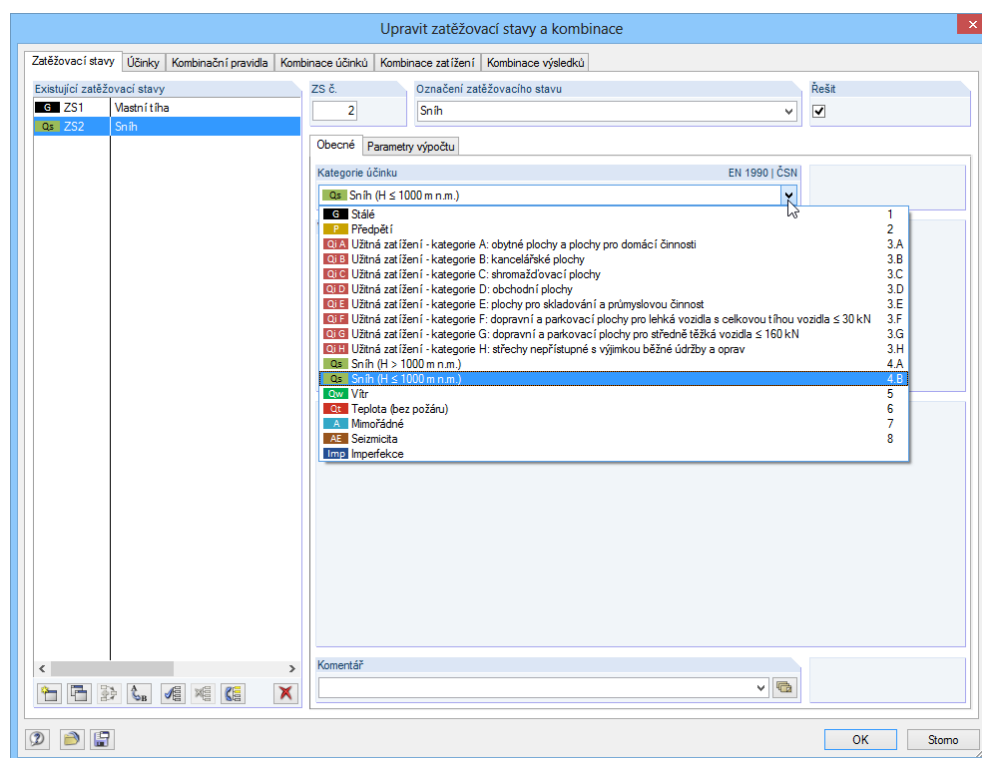 Upravit zatěžovací stavy a kombinace
Zatěžovací stavy Účinky Kombinační pravidla Kombinace účinků Kombinace zatížení Kombinace výsledků
Existující zatěžovací stavy
G ZS1 Vlastní tíha
Qs ZS2 Sníh
ZS č.
2
Označení zatěžovacího stavu
Sníh
Řešit
Obecné Parametry výpočtu
Kategorie účinku EN 1990 | ČSN
Qs Sníh (H ≤ 1000 m n.m.)
G Stálé 1
P Předpětí 2
Qi A Užitná zatížení - kategorie A: obytné plochy a plochy pro domácí činnosti 3.A
Qi B Užitná zatížení - kategorie B: kancelářské plochy 3.B
Qi C Užitná zatížení - kategorie C: shromažďovací plochy 3.C
Qi D Užitná zatížení - kategorie D: obchodní plochy 3.D
Qi E Užitná zatížení - kategorie E: plochy pro skladování a průmyslovou činnost 3.E
Qi F Užitná zatížení - kategorie F: dopravní a parkovací plochy pro lehká vozidla s celkovou tíhou vozidla ≤ 30 kN 3.F
Qi G Užitná zatížení - kategorie G: dopravní a parkovací plochy pro středně těžká vozidla ≤ 160 kN 3.G
Qi H Užitná zatížení - kategorie H: střechy nepřístupné s výjimkou běžné údržby a oprav 3.H
Qs Sníh (H > 1000 m n.m.) 4.A
Qs Sníh (H ≤ 1000 m n.m.) 4.B
Qw Vítr 5
Qt Teplota (bez požáru) 6
A Mimořádné 7
AE Seizmicita 8
Imp Imperfekce
Komentář
OK Storno